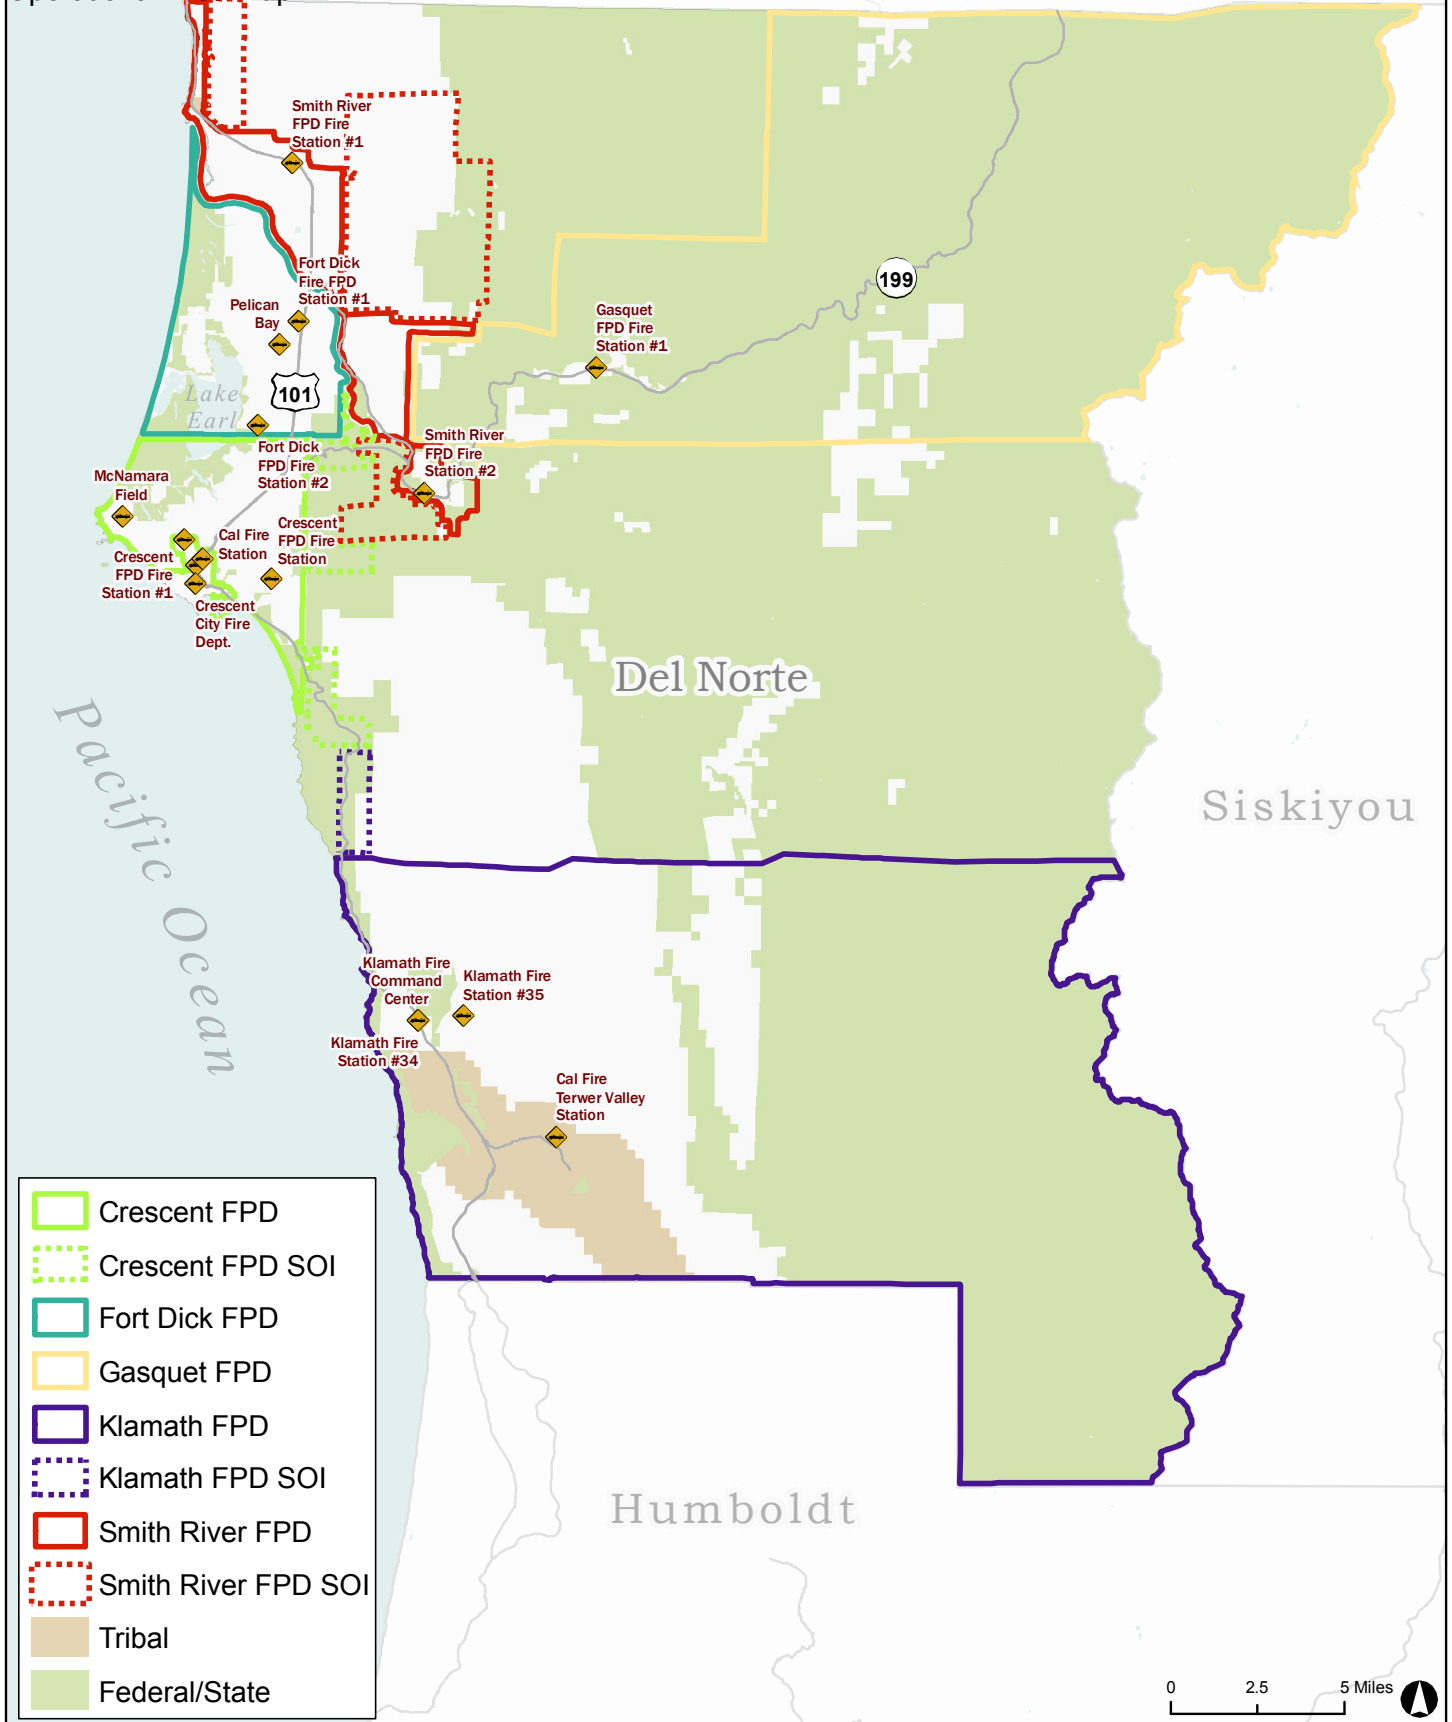 Smith River
FPD Fire
Station #1
Fort Dick
Fire FPD
Station #1
Pelican
Bay
199
Gasquet
FPD Fire
Station #1
101
Lake
Earl
Smith River
FPD Fire
Station #2
Fort Dick
FPD Fire
Station #2
McNamara
Field
Cal Fire
Station
Crescent
FPD Fire
Station
Crescent
FPD Fire
Station #1
Crescent
City Fire
Dept.
Del Norte
Pacific Ocean
Siskiyou
Klamath Fire
Command
Center
Klamath Fire
Station #35
Klamath Fire
Station #34
Cal Fire
Terwer Valley
Station
Humboldt
Crescent FPD
Crescent FPD SOI
Fort Dick FPD
Gasquet FPD
Klamath FPD
Klamath FPD SOI
Smith River FPD
Smith River FPD SOI
Tribal
Federal/State
0 2.5 5 Miles